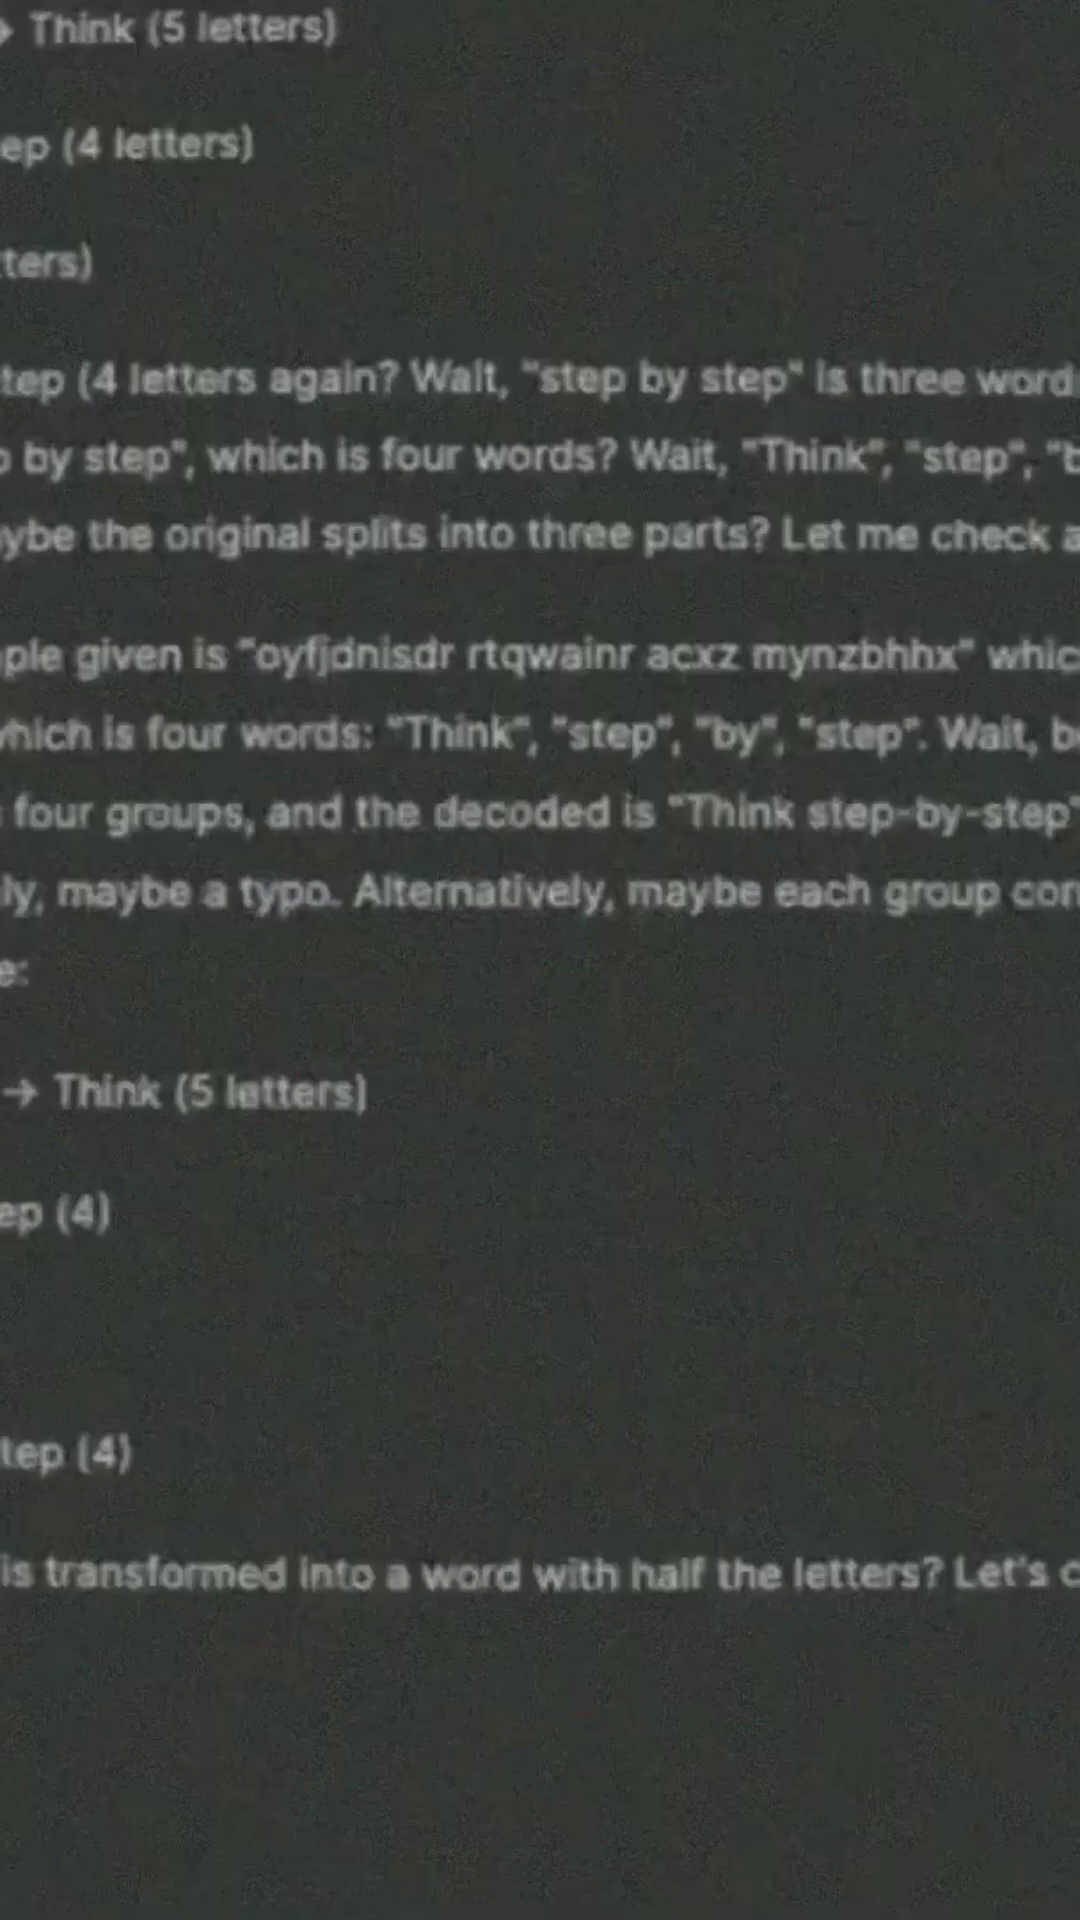 → Think (5 letters)
ep (4 letters)
ters)
tep (4 letters again? Wait, "step by step" is three word
by step", which is four words? Wait, "Think", "step", "b
ybe the original splits into three parts? Let me check a
ple given is "oyfjdnisdr rtqwainr acxz mynzbhhx" whic
hich is four words: "Think", "step", "by", "step". Wait, b
four groups, and the decoded is "Think step-by-step"
ly, maybe a typo. Alternatively, maybe each group con
e:
→ Think (5 letters)
ep (4)
tep (4)
is transformed into a word with half the letters? Let's c